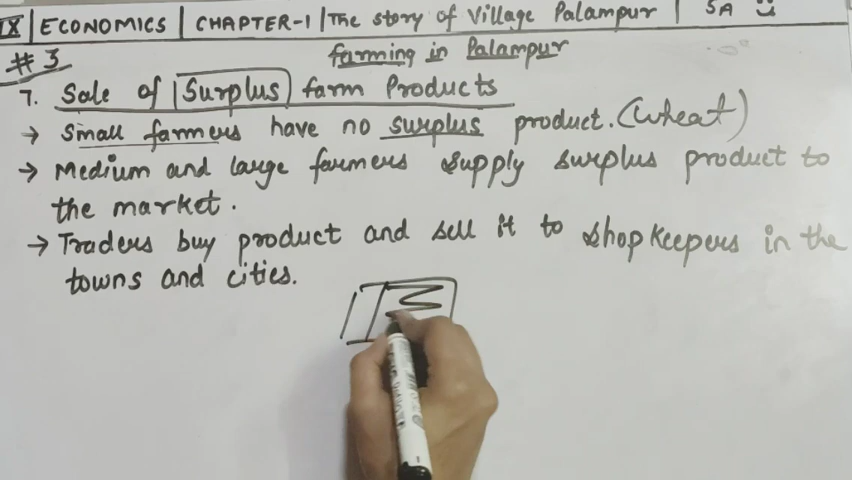 IX | ECONOMICS | CHAPTER-1 | The story of Village Palampur | SA
# 3 farming in Palampur
7. Sale of Surplus farm Products
→ Small farmers have no surplus product. (Wheat)
→ Medium and large farmers supply surplus product to
the market.
→ Traders buy product and sell it to shopkeepers in the
towns and cities.